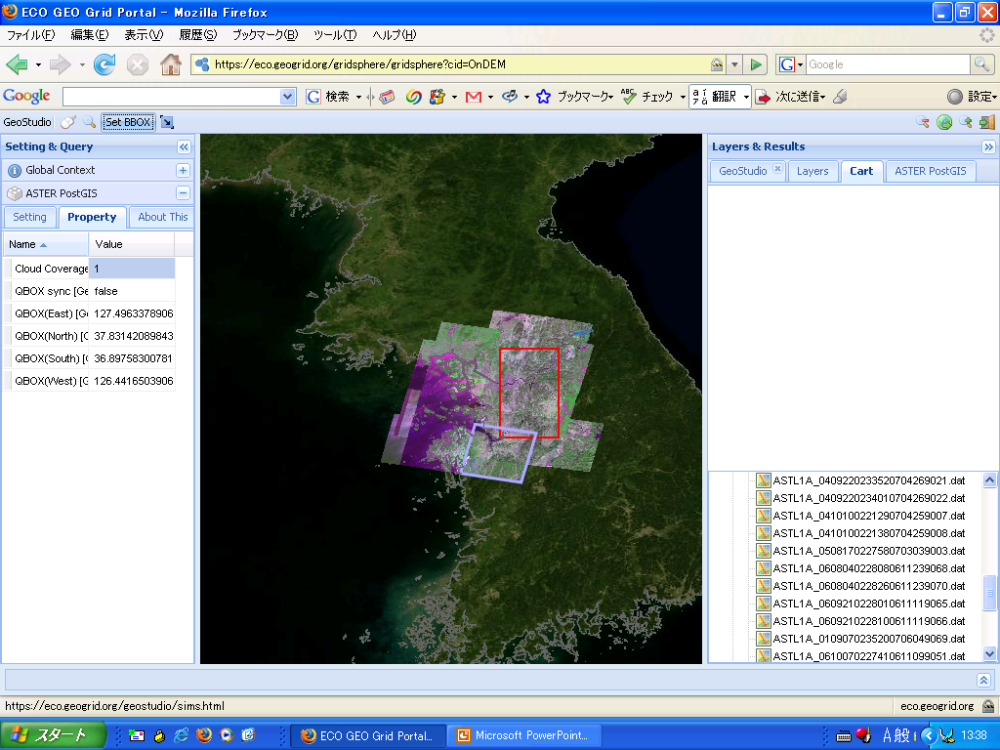 ECO GEO Grid Portal - Mozilla Firefox
ファイル(F) 編集(E) 表示(V) 履歴(S) ブックマーク(B) ツール(T) ヘルプ(H)
https://eco.geogrid.org/gridsphere/gridsphere?cid=OnDEM
G Google
Google G 検索 ブックマーク ABC チェック 翻訳 次に送信 設定
GeoStudio Set BBOX
Setting & Query
Global Context
ASTER PostGIS
Setting Property About This
Name Value
Cloud Coverage 1
QBOX sync [Ge false
QBOX(East) [G 127.4963378906
QBOX(North) [G 37.83142089843
QBOX(South) [G 36.89758300781
QBOX(West) [G 126.4416503906
Layers & Results
GeoStudio Layers Cart ASTER PostGIS
ASTL1A_0409220233520704269021.dat
ASTL1A_0409220234010704269022.dat
ASTL1A_0410100221290704259007.dat
ASTL1A_0410100221380704259008.dat
ASTL1A_0508170227580703039003.dat
ASTL1A_0608040228080611239068.dat
ASTL1A_0608040228260611239070.dat
ASTL1A_0609210228010611119065.dat
ASTL1A_0609210228100611119066.dat
ASTL1A_0109070235200706049069.dat
ASTL1A_0610070227410611099051.dat
https://eco.geogrid.org/geostudio/sims.html
eco.geogrid.org
スタート ECO GEO Grid Portal... Microsoft PowerPoint... A 般 13:38